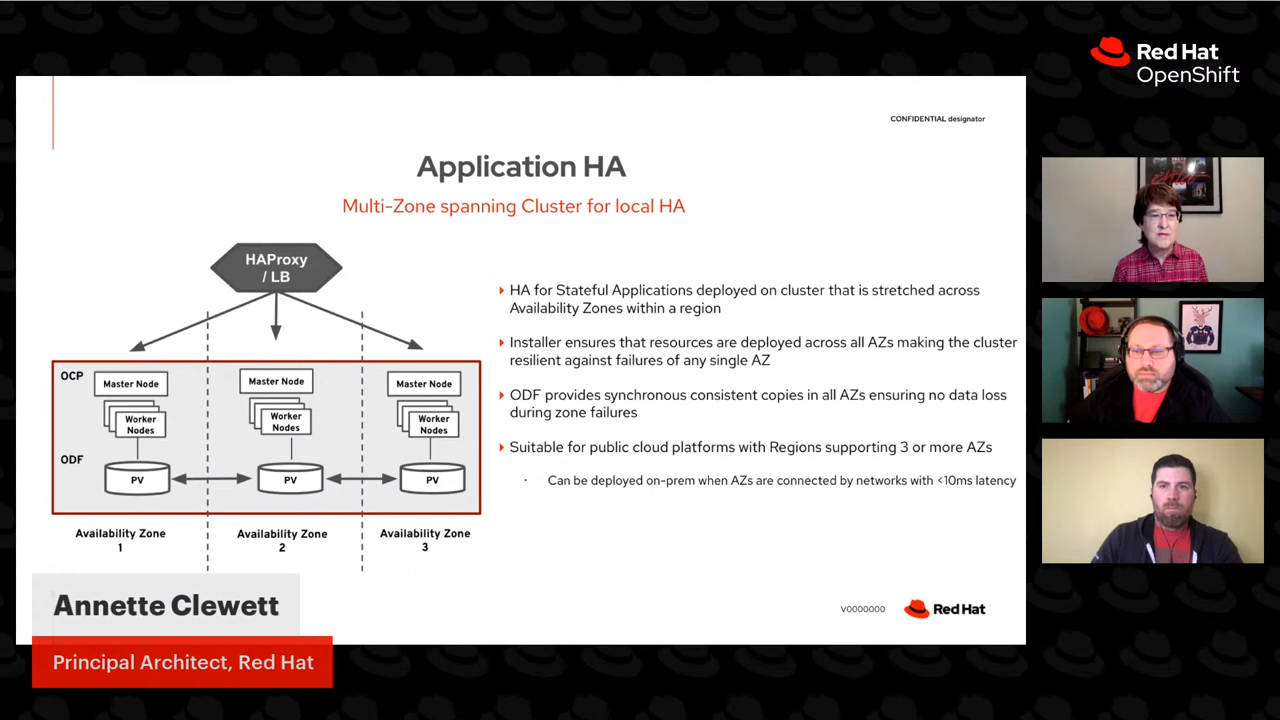 Red Hat
OpenShift
CONFIDENTIAL designator
Application HA
Multi-Zone spanning Cluster for local HA
HAProxy
/ LB
OCP
Master Node
Master Node
Master Node
Worker
Nodes
Worker
Nodes
Worker
Nodes
ODF
PV
PV
PV
Availability Zone
1
Availability Zone
2
Availability Zone
3
HA for Stateful Applications deployed on cluster that is stretched across
Availability Zones within a region
Installer ensures that resources are deployed across all AZs making the cluster
resilient against failures of any single AZ
ODF provides synchronous consistent copies in all AZs ensuring no data loss
during zone failures
Suitable for public cloud platforms with Regions supporting 3 or more AZs
· Can be deployed on-prem when AZs are connected by networks with <10ms latency
Annette Clewett
Principal Architect, Red Hat
V0000000
Red Hat